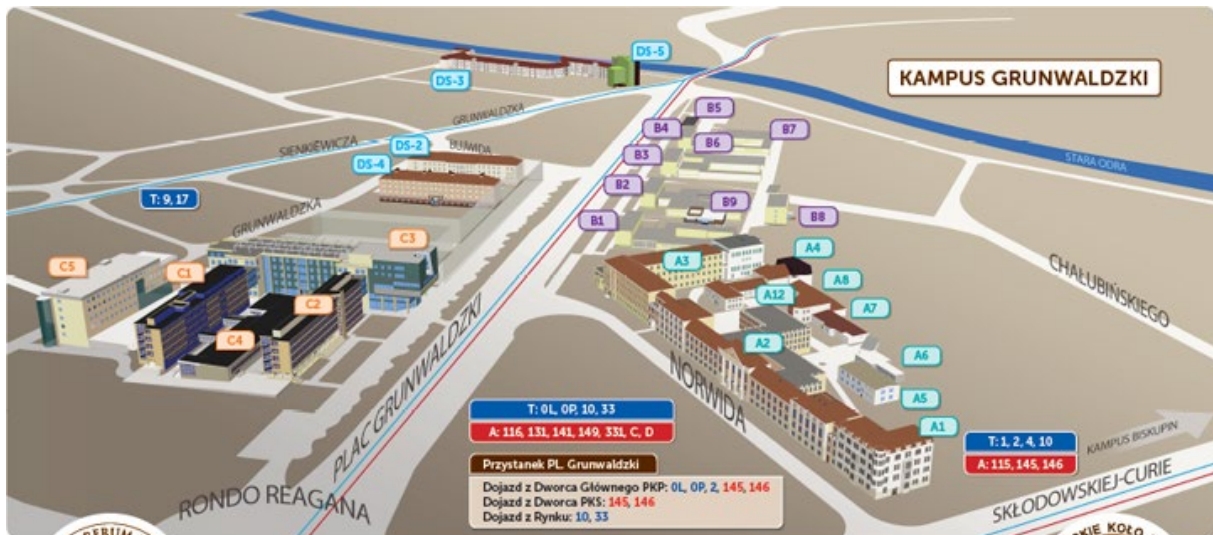 DS-5
DS-3
KAMPUS GRUNWALDZKI
GRUNWALDZKA
SIENKIEWICZA
BUJWIDA
DS-2
DS-4
B5
B4
B7
B6
B3
STARA ODRA
T: 9, 17
B2
B9
B1
B8
GRUNWALDZKA
C3
A4
A3
C5
C1
A8
CHAŁUBIŃSKIEGO
A12
C2
A7
C4
A2
A6
A5
PLAC GRUNWALDZKI
NORWIDA
T: 0L, 0P, 10, 33
A: 116, 131, 141, 149, 331, C, D
A1
T: 1, 2, 4, 10
A: 115, 145, 146
KAMPUS BISKUPIN
Przystanek PL. Grunwaldzki
Dojazd z Dworca Głównego PKP: 0L, 0P, 2, 145, 146
Dojazd z Dworca PKS: 145, 146
Dojazd z Rynku: 10, 33
RONDO REAGANA
SKŁODOWSKIEJ-CURIE
KOŁO